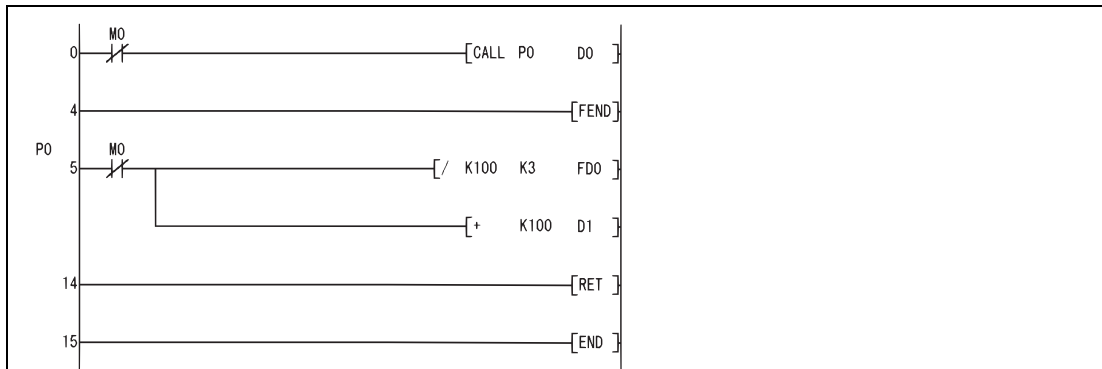 M0
0 [CALL P0 D0 ]
4 [FEND]
P0 M0
5 [/ K100 K3 FD0 ]
[+ K100 D1 ]
14 [RET ]
15 [END ]